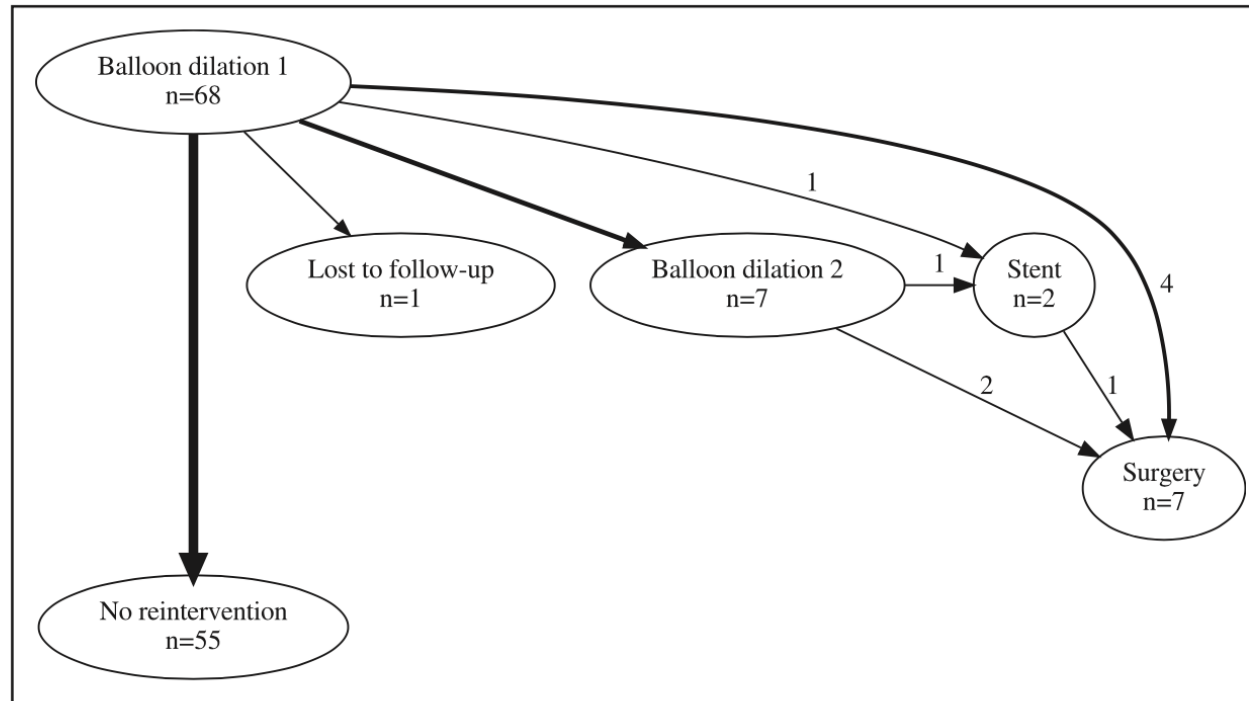 Balloon dilation 1
n=68
1
Lost to follow-up
n=1
Balloon dilation 2
n=7
1
Stent
n=2
4
2
1
Surgery
n=7
No reintervention
n=55